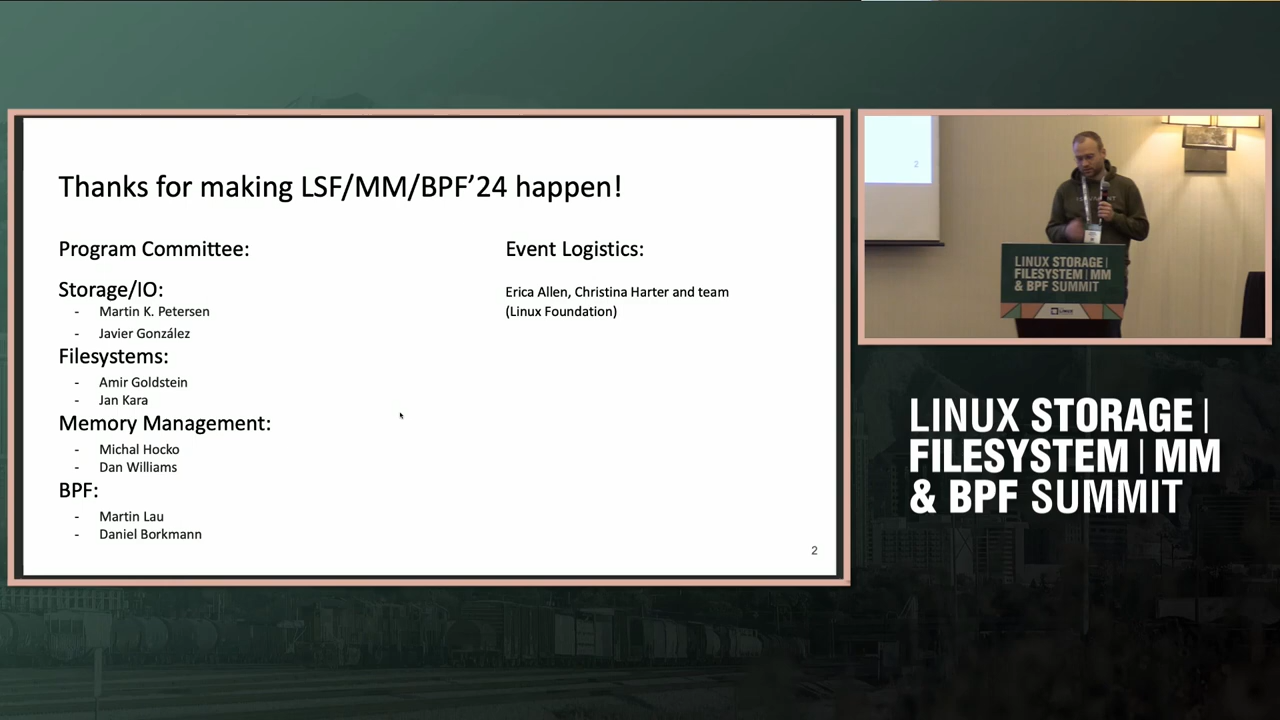 Thanks for making LSF/MM/BPF’24 happen!
Program Committee:
Storage/IO:
- Martin K. Petersen
- Javier González
Filesystems:
- Amir Goldstein
- Jan Kara
Memory Management:
- Michal Hocko
- Dan Williams
BPF:
- Martin Lau
- Daniel Borkmann
Event Logistics:
Erica Allen, Christina Harter and team
(Linux Foundation)
2
2
LINUX STORAGE |
FILESYSTEM | MM
& BPF SUMMIT
LINUX STORAGE |
FILESYSTEM | MM
& BPF SUMMIT